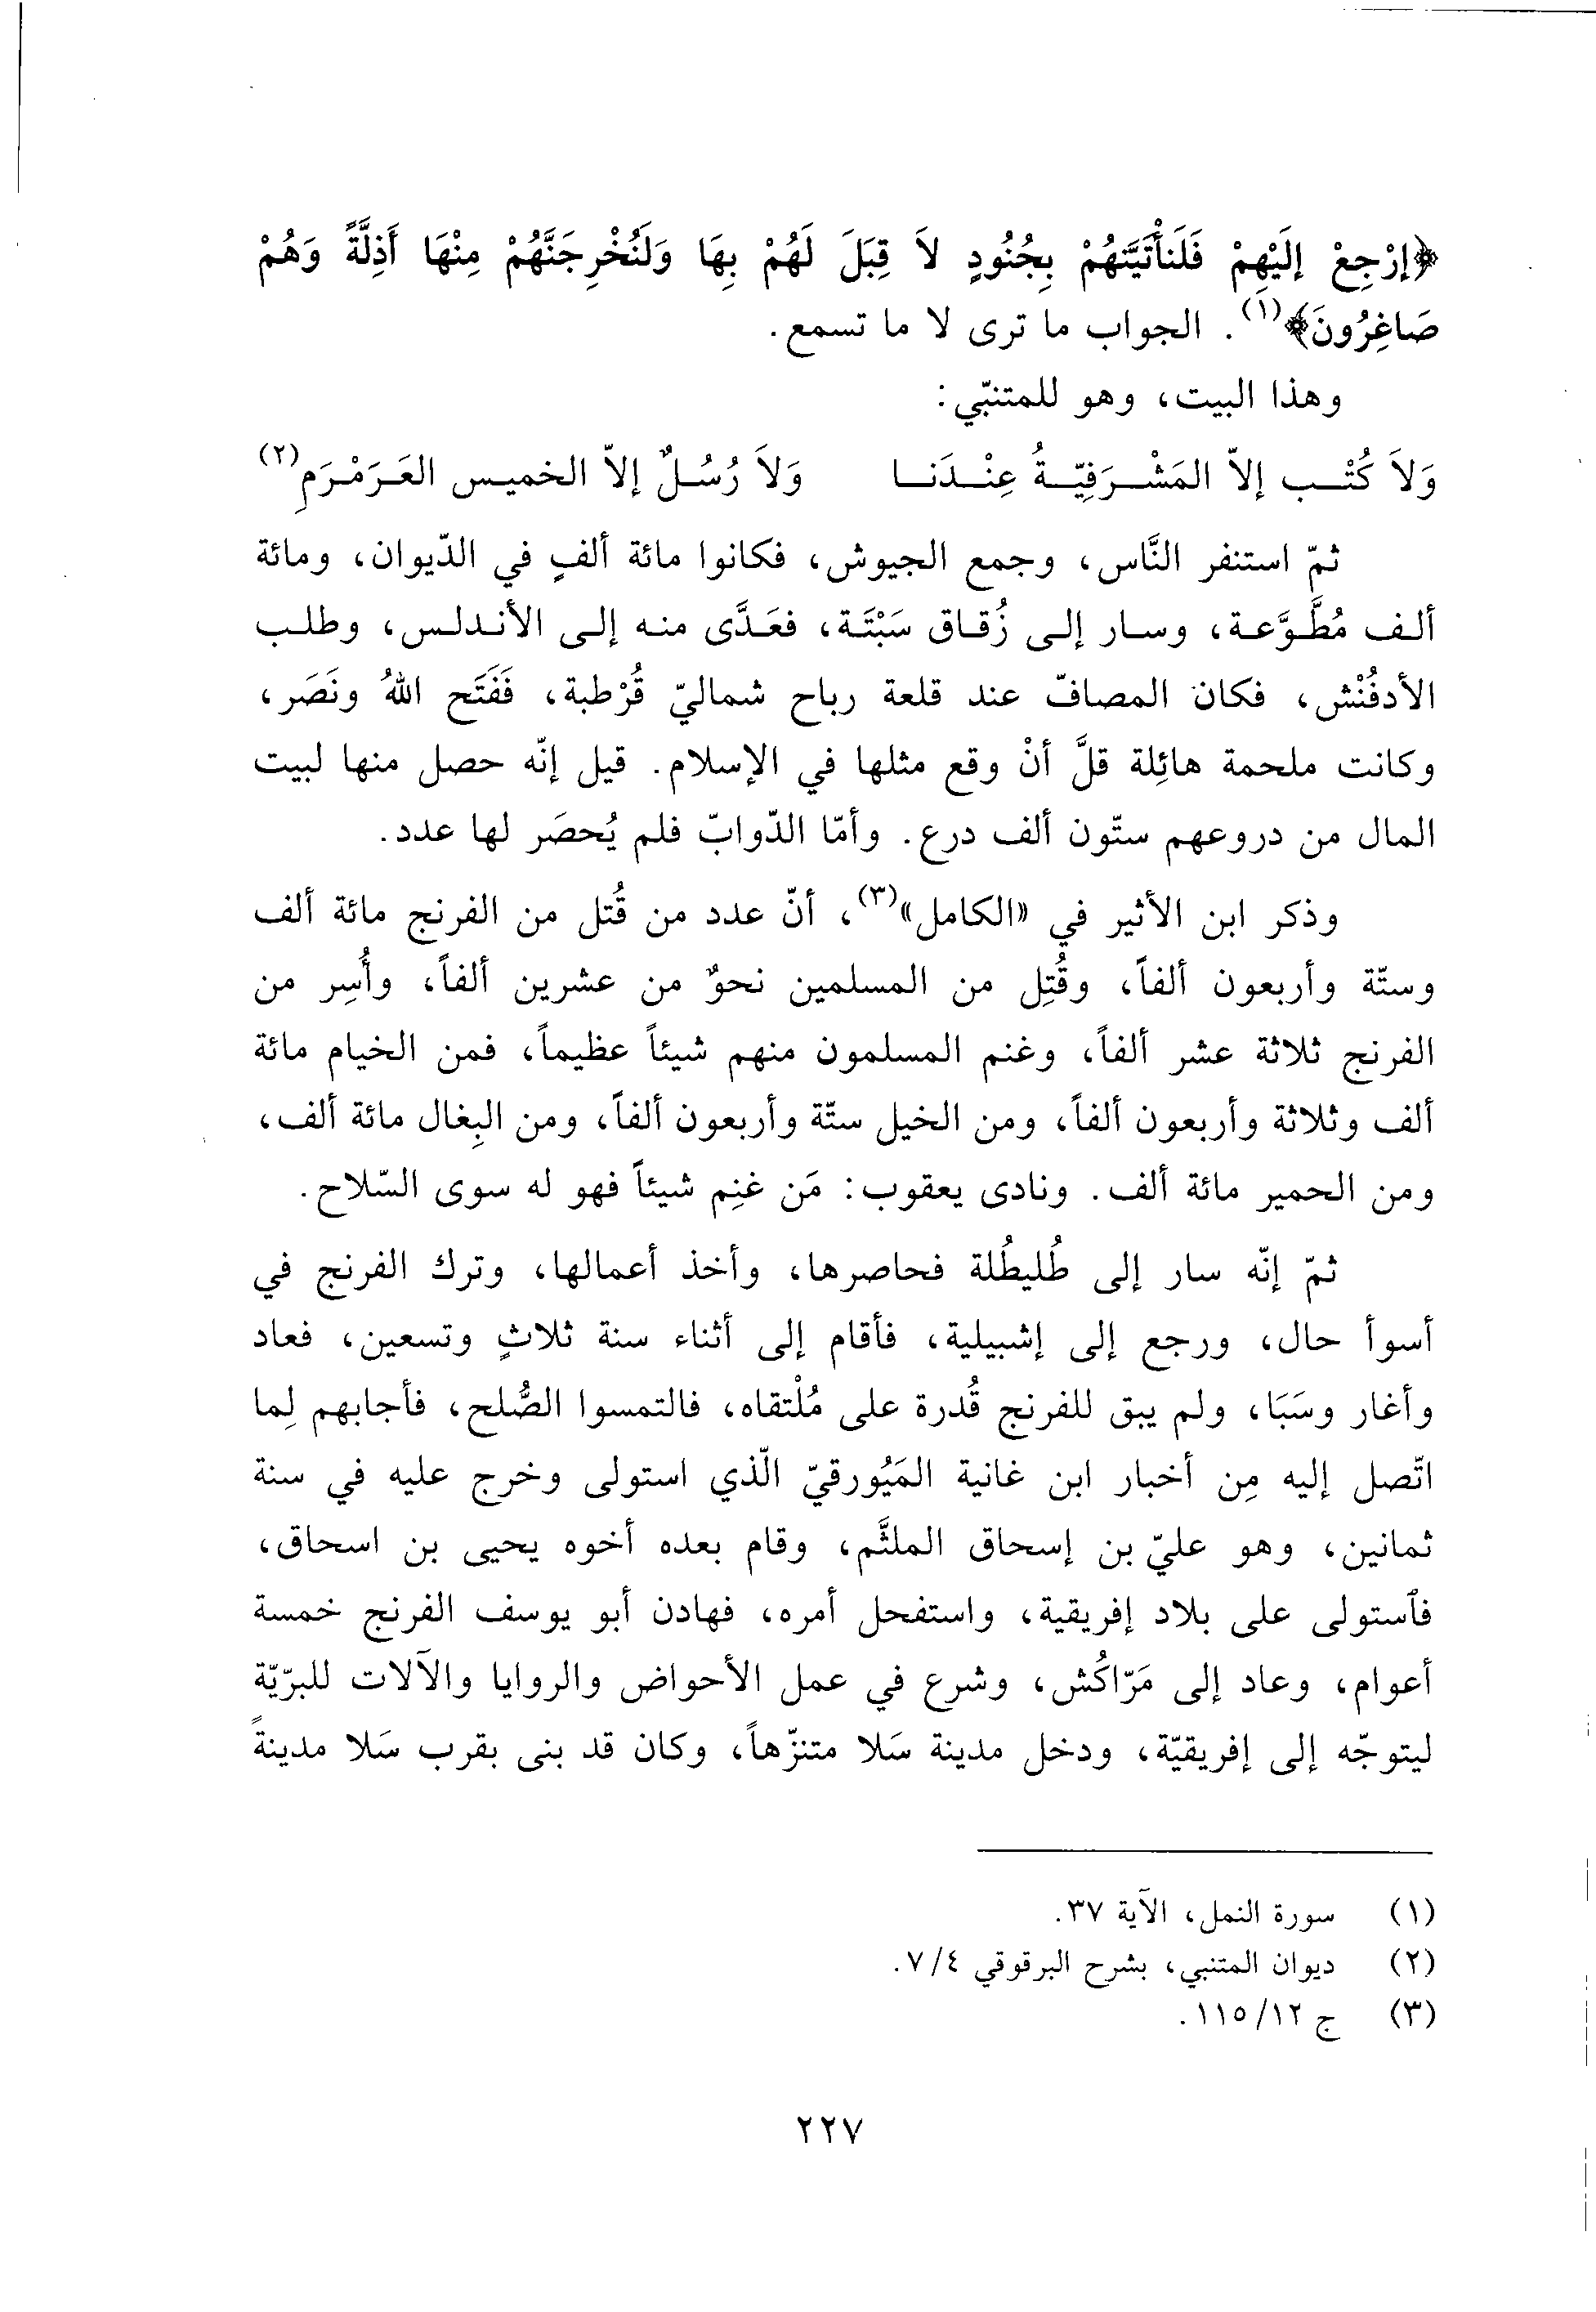 ﴿إرْجِعْ إلَيْهِمْ فَلَنأْتَيَنَّهُمْ بِجُنُودٍ لاَ قِبَلَ لَهُمْ بِهَا وَلَنُخْرِجَنَّهُمْ مِنْهَا أَذِلَّةً وَهُمْ
صَاغِرُونَ﴾(١). الجواب ما ترى لا ما تسمع.
وهذا البيت، وهو للمتنبّي:
وَلاَ كُتْب إلاّ المَشْرَفِيّةُ عِنْدَنا وَلاَ رُسُلٌ إلاّ الخميس العَرَمْرَمِ(٢)
ثمّ استنفر النَّاس، وجمع الجيوش، فكانوا مائة ألفٍ في الدّيوان، ومائة
ألف مُطَّوَّعة، وسار إلى زُقاق سَبْتَة، فعَدَّى منه إلى الأندلس، وطلب
الأدفُنْش، فكان المصافّ عند قلعة رباح شماليّ قُرْطبة، فَفَتَح اللهُ ونَصَر،
وكانت ملحمة هائِلة قلَّ أنْ وقع مثلها في الإسلام. قيل إنّه حصل منها لبيت
المال من دروعهم ستّون ألف درع. وأمّا الدّوابّ فلم يُحصَر لها عدد.
وذكر ابن الأثير في «الكامل»(٣)، أنّ عدد من قُتل من الفرنج مائة ألف
وستّة وأربعون ألفاً، وقُتِل من المسلمين نحوٌ من عشرين ألفاً، وأُسِر من
الفرنج ثلاثة عشر ألفاً، وغنم المسلمون منهم شيئاً عظيماً، فمن الخيام مائة
ألف وثلاثة وأربعون ألفاً، ومن الخيل ستّة وأربعون ألفاً، ومن البِغال مائة ألف،
ومن الحمير مائة ألف. ونادى يعقوب: مَن غنِم شيئاً فهو له سوى السّلاح.
ثمّ إنّه سار إلى طُليطُلة فحاصرها، وأخذ أعمالها، وترك الفرنج في
أسوأ حال، ورجع إلى إشبيلية، فأقام إلى أثناء سنة ثلاثٍ وتسعين، فعاد
وأغار وسَبَا، ولم يبق للفرنج قُدرة على مُلْتقاه، فالتمسوا الصُّلح، فأجابهم لِما
اتّصل إليه مِن أخبار ابن غانية المَيُورقيّ الّذي استولى وخرج عليه في سنة
ثمانين، وهو عليّ بن إسحاق الملثَّم، وقام بعده أخوه يحيى بن اسحاق،
فٱستولى على بلاد إفريقية، واستفحل أمره، فهادن أبو يوسف الفرنج خمسة
أعوام، وعاد إلى مَرّاكُش، وشرع في عمل الأحواض والروايا والآلات للبرّيّة
ليتوجّه إلى إفريقيّة، ودخل مدينة سَلا متنزّهاً، وكان قد بنى بقرب سَلا مدينةً
(١) سورة النمل، الآية ٣٧.
(٢) ديوان المتنبي، بشرح البرقوقي ٤/ ٧.
(٣) ج ١٢/ ١١٥.
٢٢٧